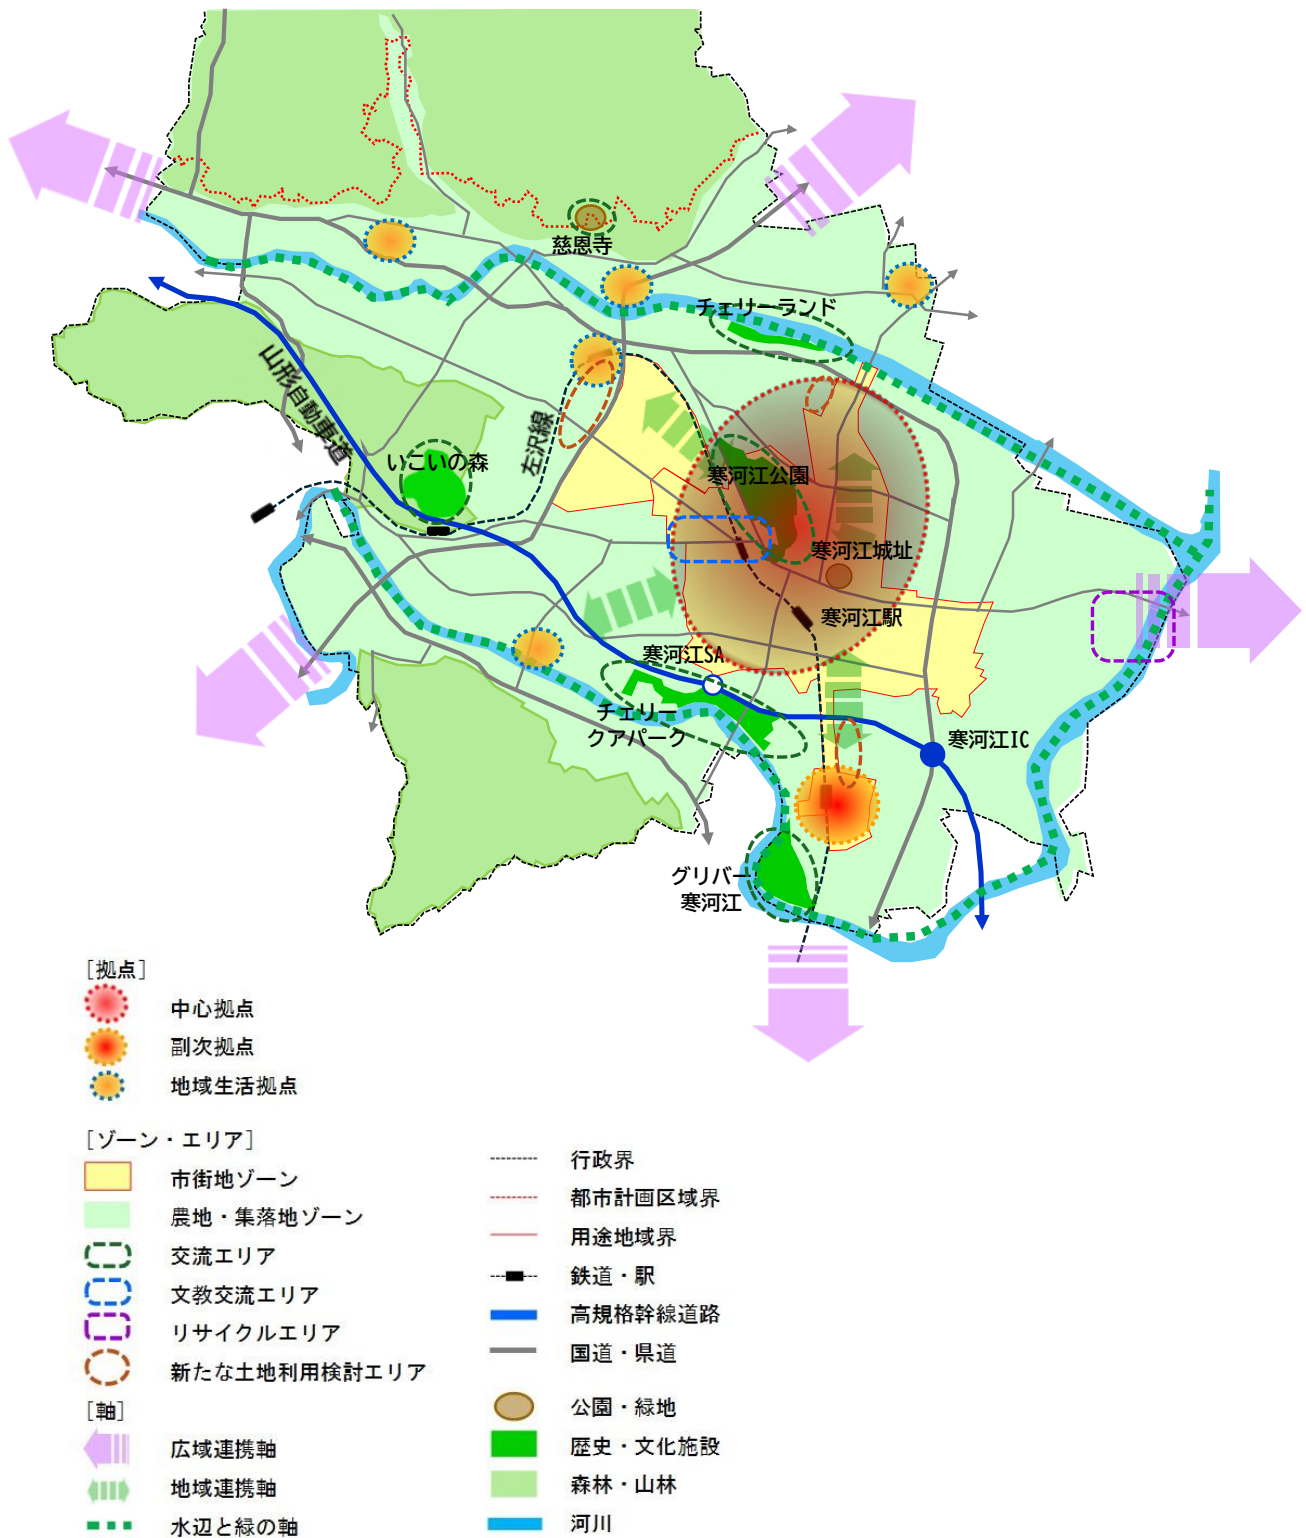 慈恩寺
チェリーランド
山形自動車道
左沢線
いこいの森
寒河江公園
寒河江城址
寒河江駅
寒河江SA
チェリー
クアパーク
寒河江IC
グリバー
寒河江
[拠点]
中心拠点
副次拠点
地域生活拠点
[ゾーン・エリア]
市街地ゾーン
農地・集落地ゾーン
交流エリア
文教交流エリア
リサイクルエリア
新たな土地利用検討エリア
[軸]
広域連携軸
地域連携軸
水辺と緑の軸
行政界
都市計画区域界
用途地域界
鉄道・駅
高規格幹線道路
国道・県道
公園・緑地
歴史・文化施設
森林・山林
河川